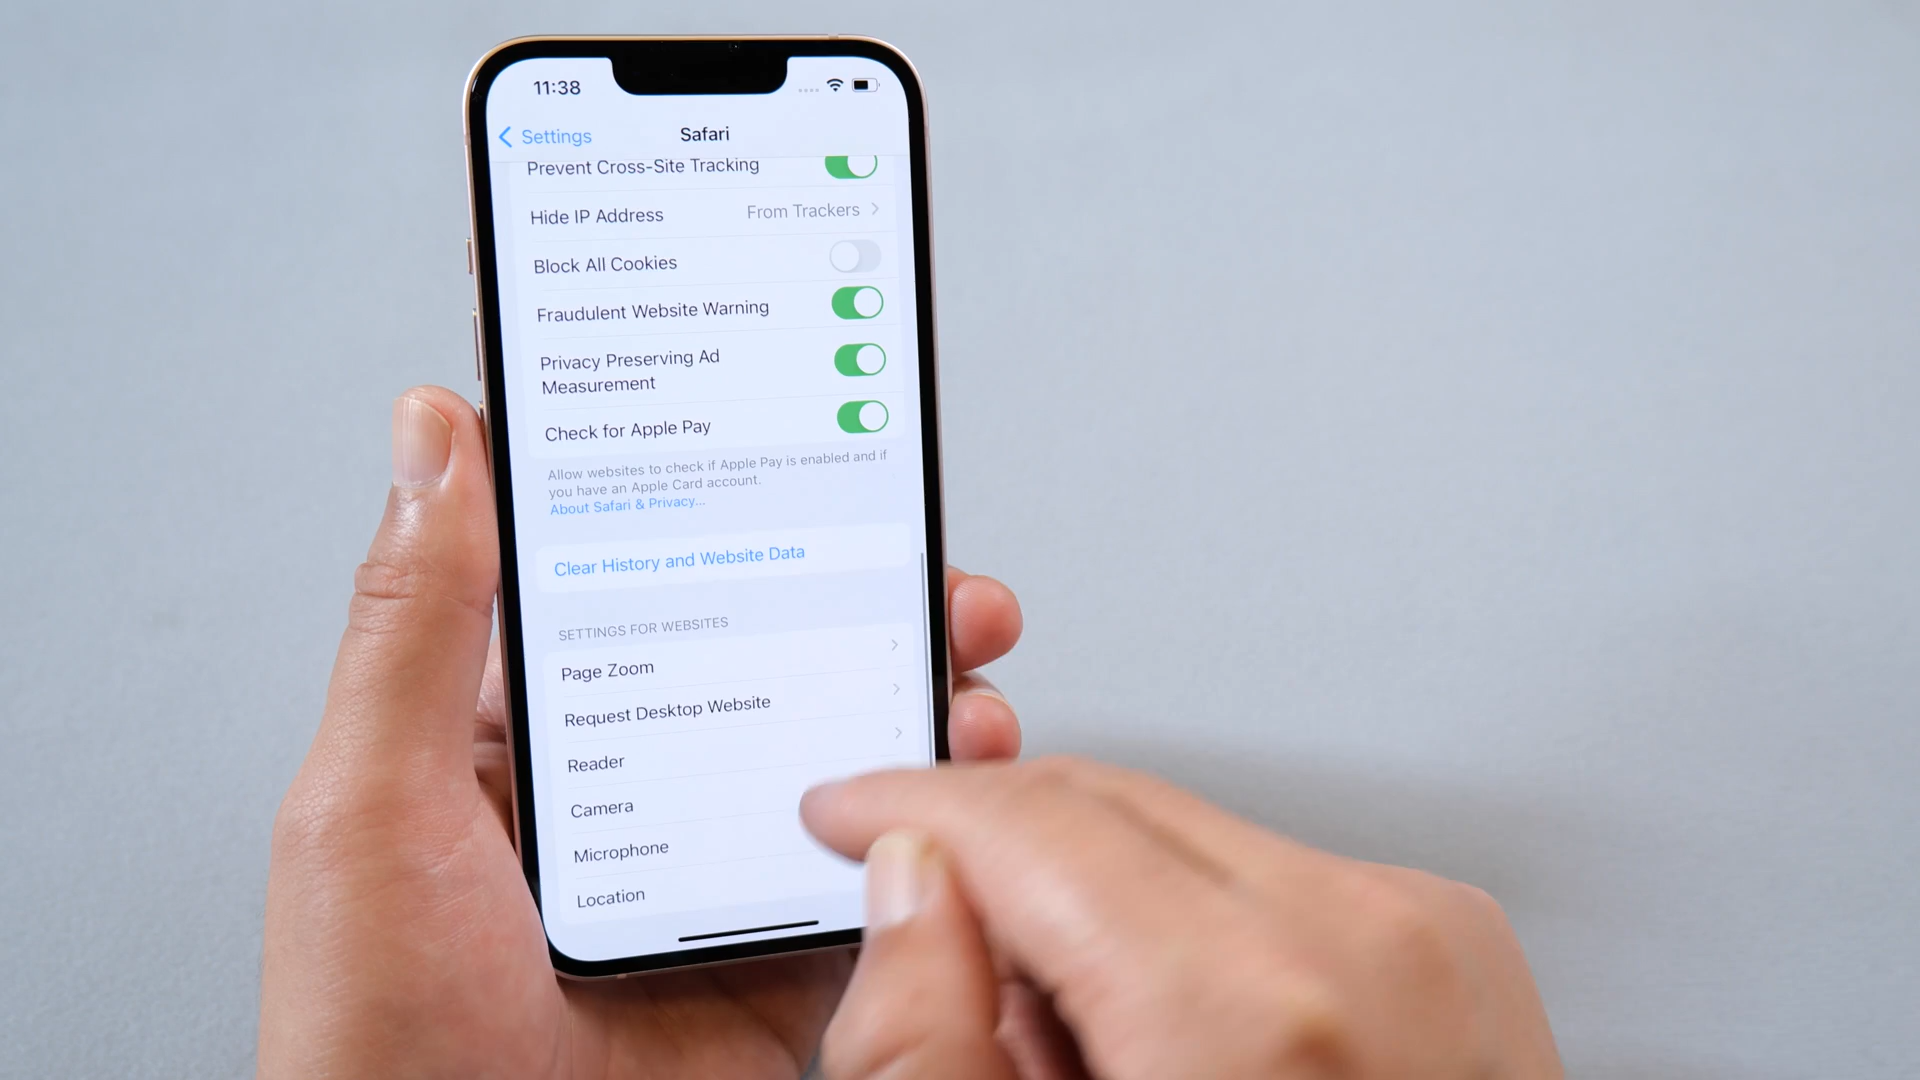 11:38
Settings
Safari
Prevent Cross-Site Tracking
Hide IP Address
From Trackers
Block All Cookies
Fraudulent Website Warning
Privacy Preserving Ad
Measurement
Check for Apple Pay
Allow websites to check if Apple Pay is enabled and if
you have an Apple Card account.
About Safari & Privacy...
Clear History and Website Data
SETTINGS FOR WEBSITES
Page Zoom
Request Desktop Website
Reader
Camera
Microphone
Location